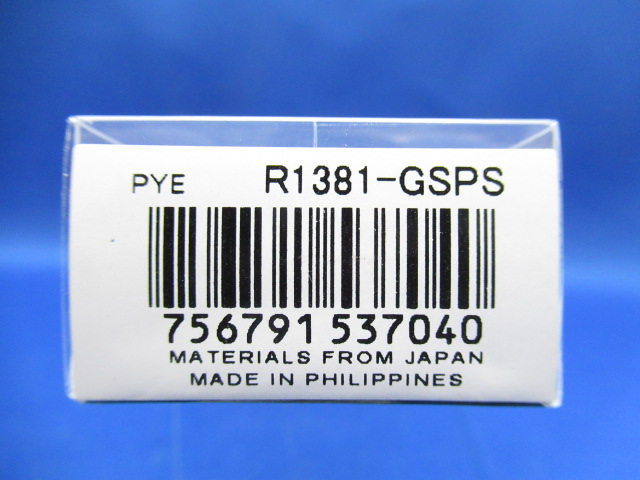 PYE R1381-GSPS
756791 537040
MATERIALS FROM JAPAN
MADE IN PHILIPPINES